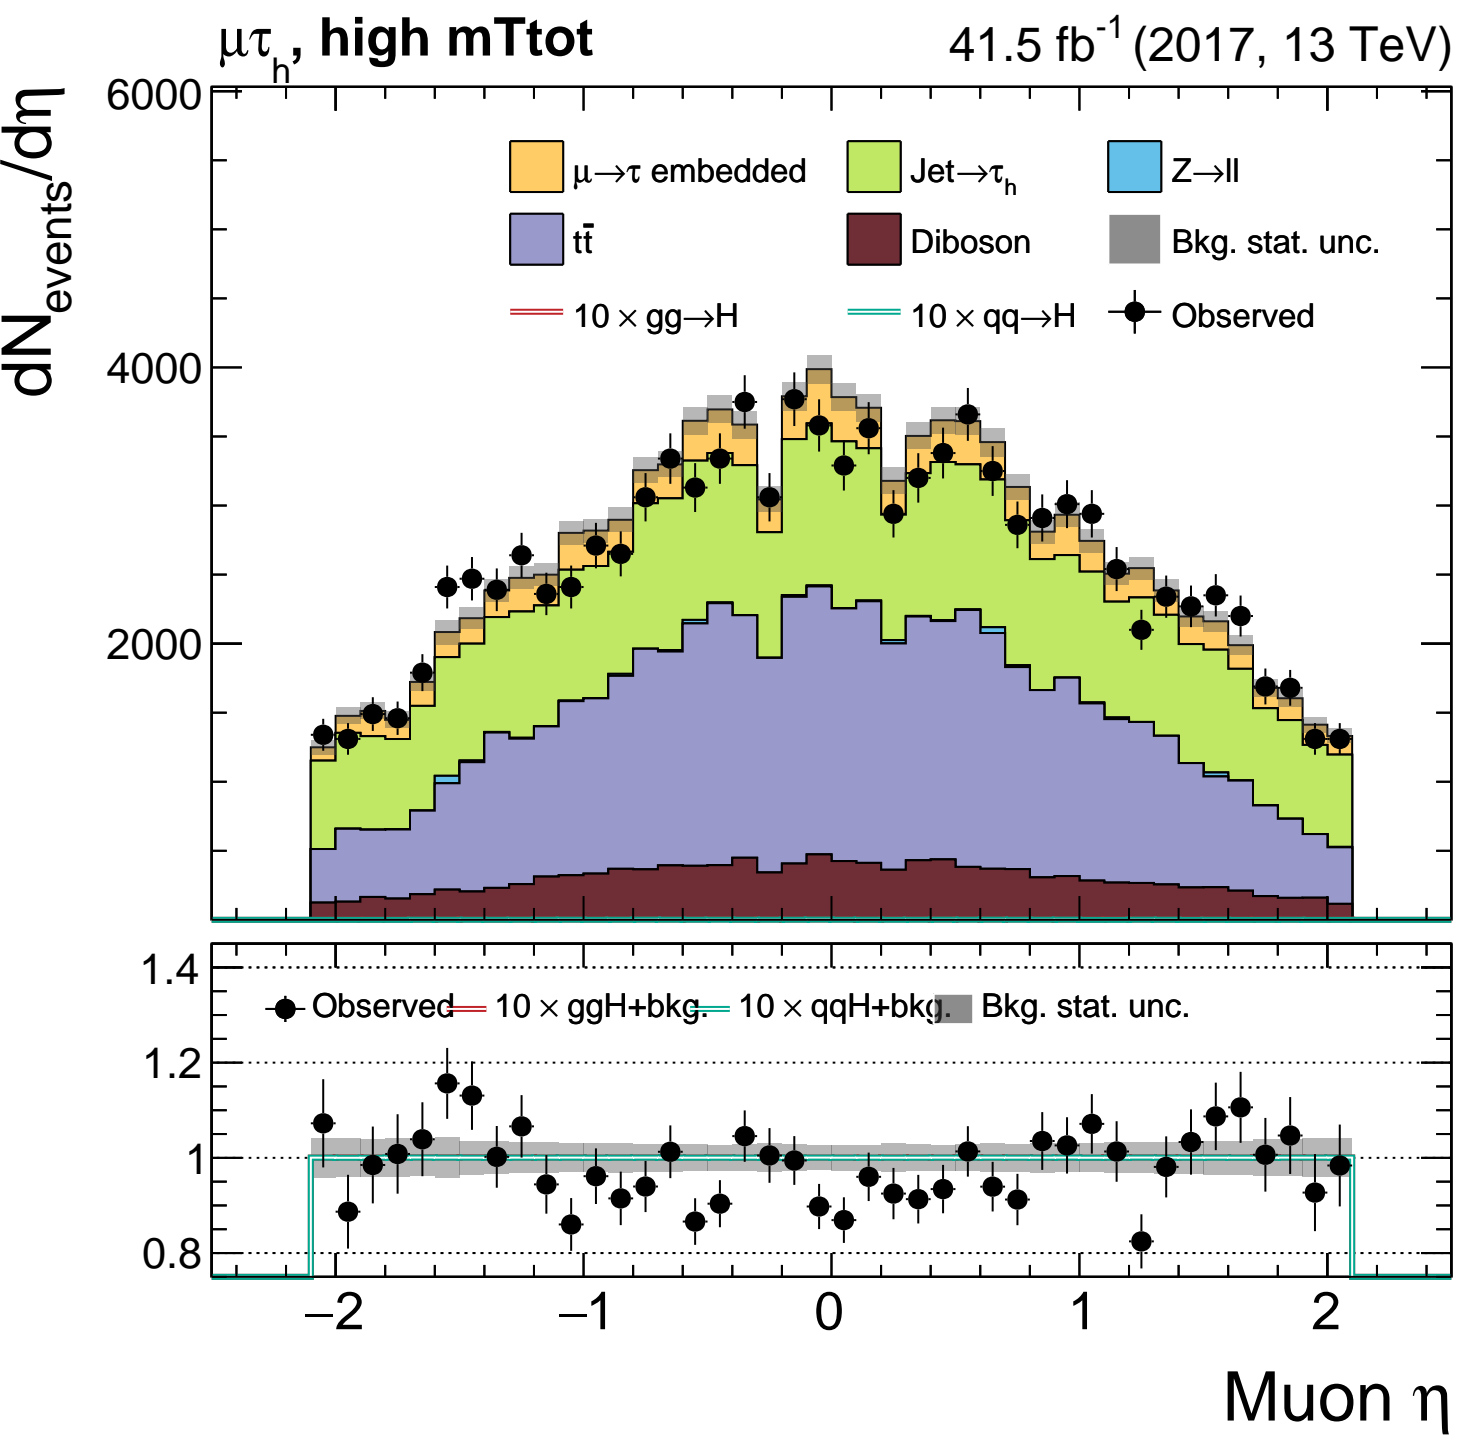 μτh, high mTtot 41.5 fb-1 (2017, 13 TeV)
dNevents/dη
6000
4000
2000
μ→τ embedded Jet→τh Z→ll
tt̄ Diboson Bkg. stat. unc.
10 × gg→H 10 × qq→H Observed
1.4
1.2
1
0.8
Observed 10 × ggH+bkg. 10 × qqH+bkg. Bkg. stat. unc.
−2 −1 0 1 2
Muon η